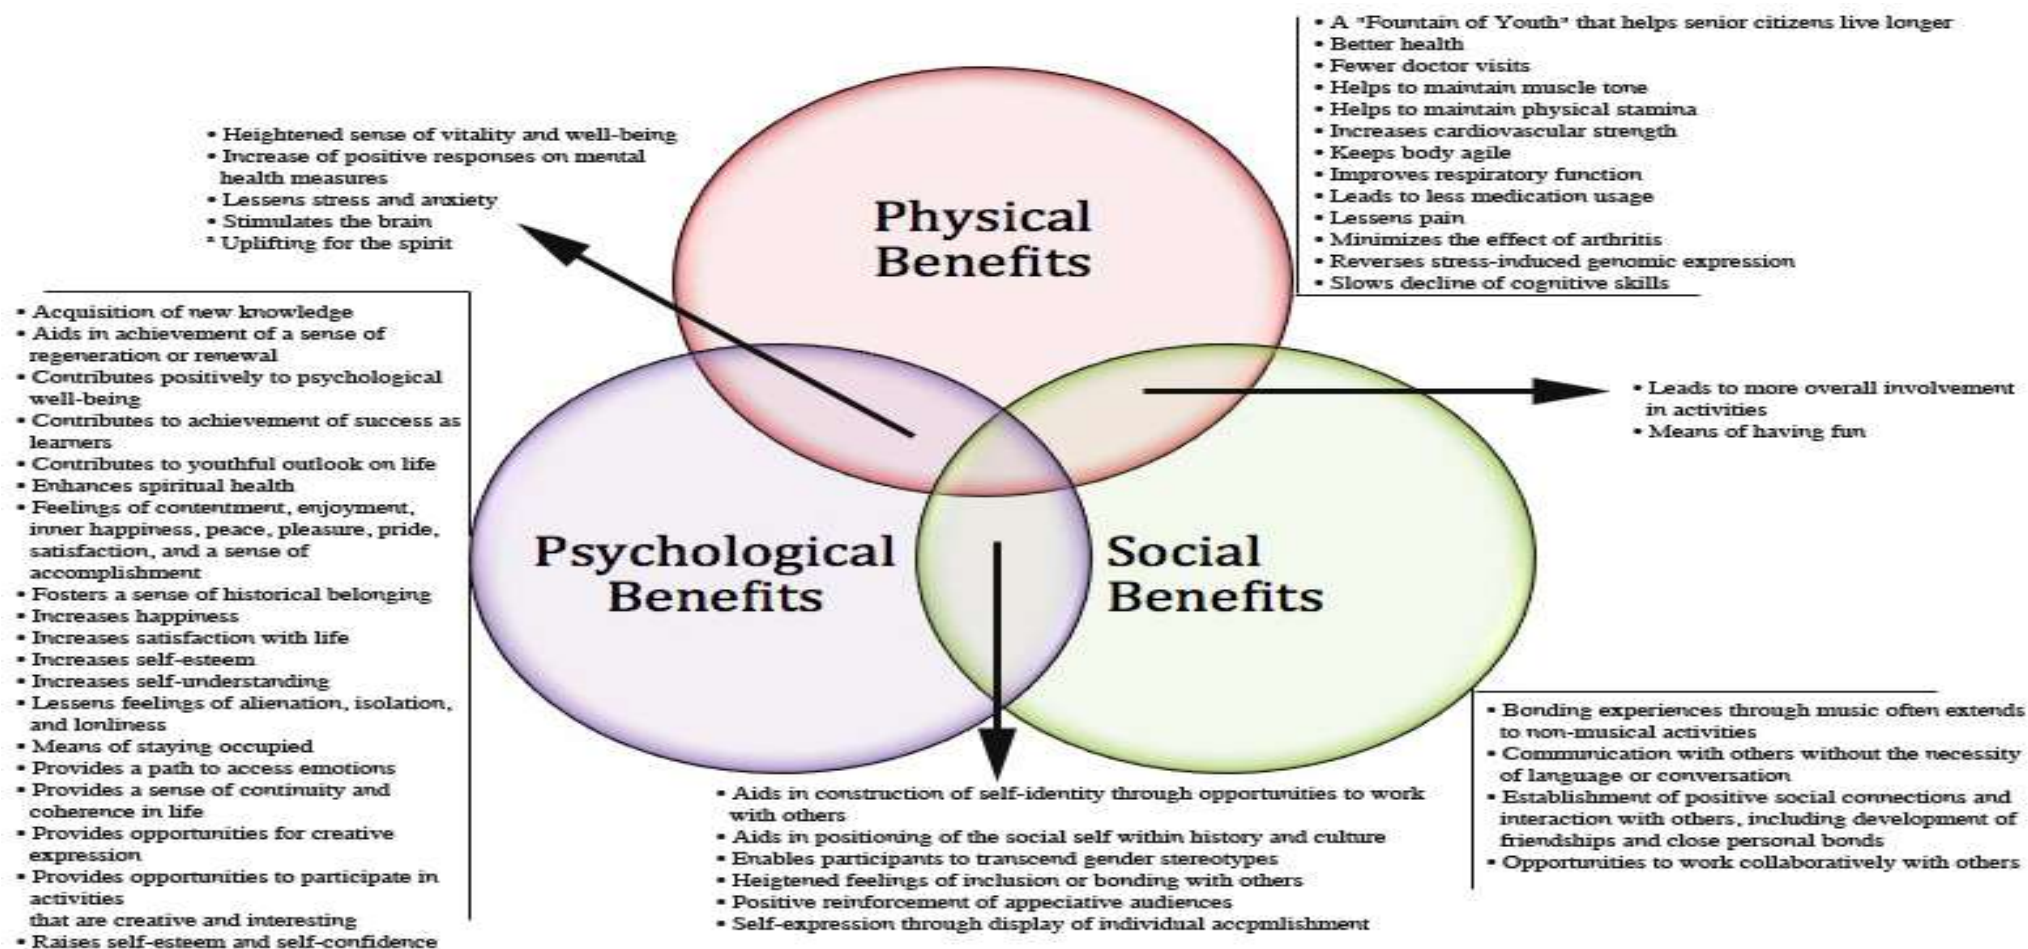 • A "Fountain of Youth" that helps senior citizens live longer
• Better health
• Fewer doctor visits
• Helps to maintain muscle tone
• Helps to maintain physical stamina
• Increases cardiovascular strength
• Keeps body agile
• Improves respiratory function
• Leads to less medication usage
• Lessens pain
• Minimizes the effect of arthritis
• Reverses stress-induced genomic expression
• Slows decline of cognitive skills
• Heightened sense of vitality and well-being
• Increase of positive responses on mental
health measures
• Lessens stress and anxiety
• Stimulates the brain
* Uplifting for the spirit
Physical
Benefits
• Acquisition of new knowledge
• Aids in achievement of a sense of
regeneration or renewal
• Contributes positively to psychological
well-being
• Contributes to achievement of success as
learners
• Contributes to youthful outlook on life
• Enhances spiritual health
• Feelings of contentment, enjoyment,
inner happiness, peace, pleasure, pride,
satisfaction, and a sense of
accomplishment
• Fosters a sense of historical belonging
• Increases happiness
• Increases satisfaction with life
• Increases self-esteem
• Increases self-understanding
• Lessens feelings of alienation, isolation,
and lonliness
• Means of staying occupied
• Provides a path to access emotions
• Provides a sense of continuity and
coherence in life
• Provides opportunities for creative
expression
• Provides opportunities to participate in
activities
that are creative and interesting
• Raises self-esteem and self-confidence
• Leads to more overall involvement
in activities
• Means of having fun
Psychological
Benefits
Social
Benefits
• Bonding experiences through music often extends
to non-musical activities
• Communication with others without the necessity
of language or conversation
• Establishment of positive social connections and
interaction with others, including development of
friendships and close personal bonds
• Opportunities to work collaboratively with others
• Aids in construction of self-identity through opportunities to work
with others
• Aids in positioning of the social self within history and culture
• Enables participants to transcend gender stereotypes
• Heigtened feelings of inclusion or bonding with others
• Positive reinforcement of appeciative audiences
• Self-expression through display of individual accpmlishment